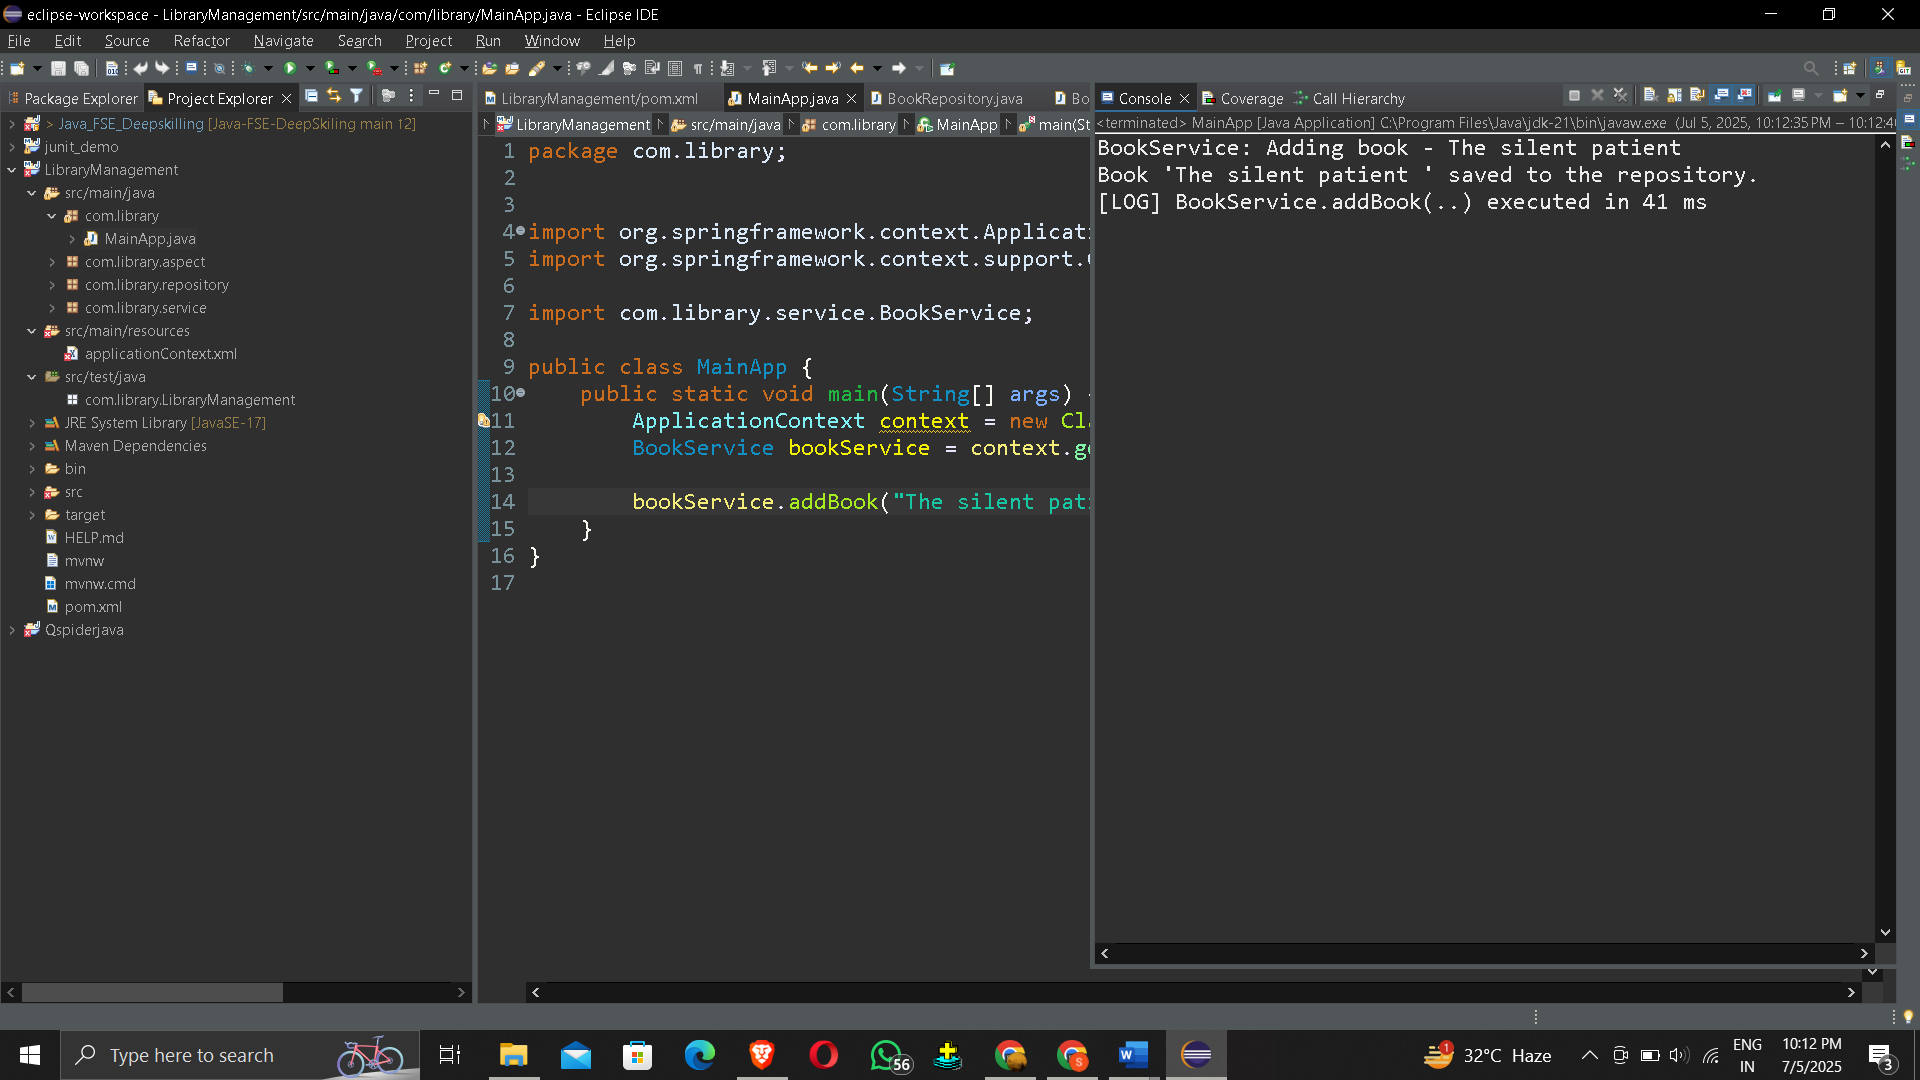 eclipse-workspace - LibraryManagement/src/main/java/com/library/MainApp.java - Eclipse IDE
File Edit Source Refactor Navigate Search Project Run Window Help
Package Explorer
Project Explorer
> Java_FSE_Deepskilling [Java-FSE-DeepSkiling main ↑2]
junit_demo
LibraryManagement
src/main/java
com.library
MainApp.java
com.library.aspect
com.library.repository
com.library.service
src/main/resources
applicationContext.xml
src/test/java
com.library.LibraryManagement
JRE System Library [JavaSE-17]
Maven Dependencies
bin
src
target
HELP.md
mvnw
mvnw.cmd
pom.xml
Qspiderjava
LibraryManagement/pom.xml
MainApp.java
BookRepository.java
Bo
LibraryManagement
src/main/java
com.library
MainApp
main(St
1 package com.library;
2
3
4 import org.springframework.context.Applicati
5 import org.springframework.context.support.
6
7 import com.library.service.BookService;
8
9 public class MainApp {
10 public static void main(String[] args)
11 ApplicationContext context = new Cl
12 BookService bookService = context.g
13
14 bookService.addBook("The silent pat
15 }
16 }
17
Console
Coverage
Call Hierarchy
<terminated> MainApp [Java Application] C:\Program Files\Java\jdk-21\bin\javaw.exe (Jul 5, 2025, 10:12:35 PM – 10:12:4
BookService: Adding book - The silent patient
Book 'The silent patient ' saved to the repository.
[LOG] BookService.addBook(..) executed in 41 ms
Type here to search
56
1
32°C Haze
ENG
IN
10:12 PM
7/5/2025
3